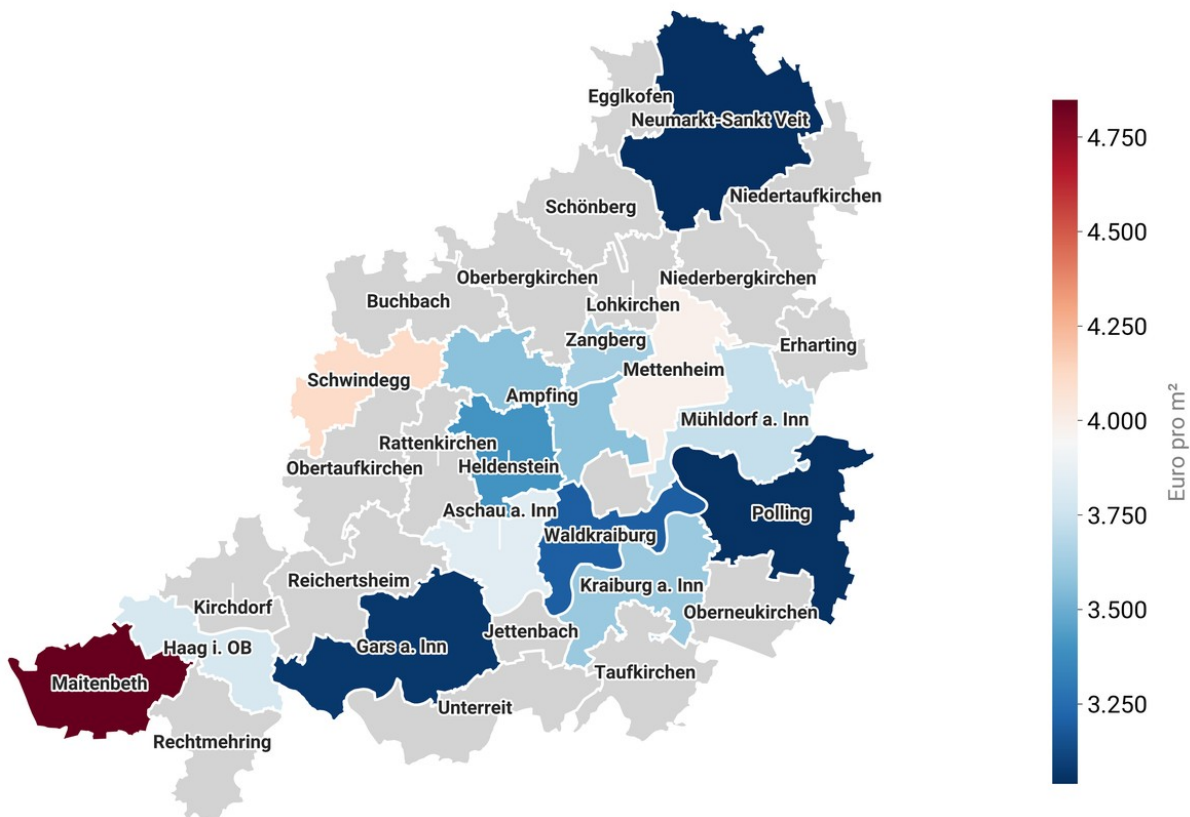 Egglkofen
Neumarkt-Sankt Veit
Niedertaufkirchen
Schönberg
Oberbergkirchen
Niederbergkirchen
Buchbach
Lohkirchen
Zangberg
Erharting
Schwindegg
Mettenheim
Ampfing
Mühldorf a. Inn
Rattenkirchen
Obertaufkirchen
Heldenstein
Aschau a. Inn
Polling
Waldkraiburg
Reichertsheim
Kraiburg a. Inn
Kirchdorf
Oberneukirchen
Jettenbach
Haag i. OB
Gars a. Inn
Taufkirchen
Maitenbeth
Unterreit
Rechtmehring
4.750
4.500
4.250
4.000
3.750
3.500
3.250
Euro pro m²